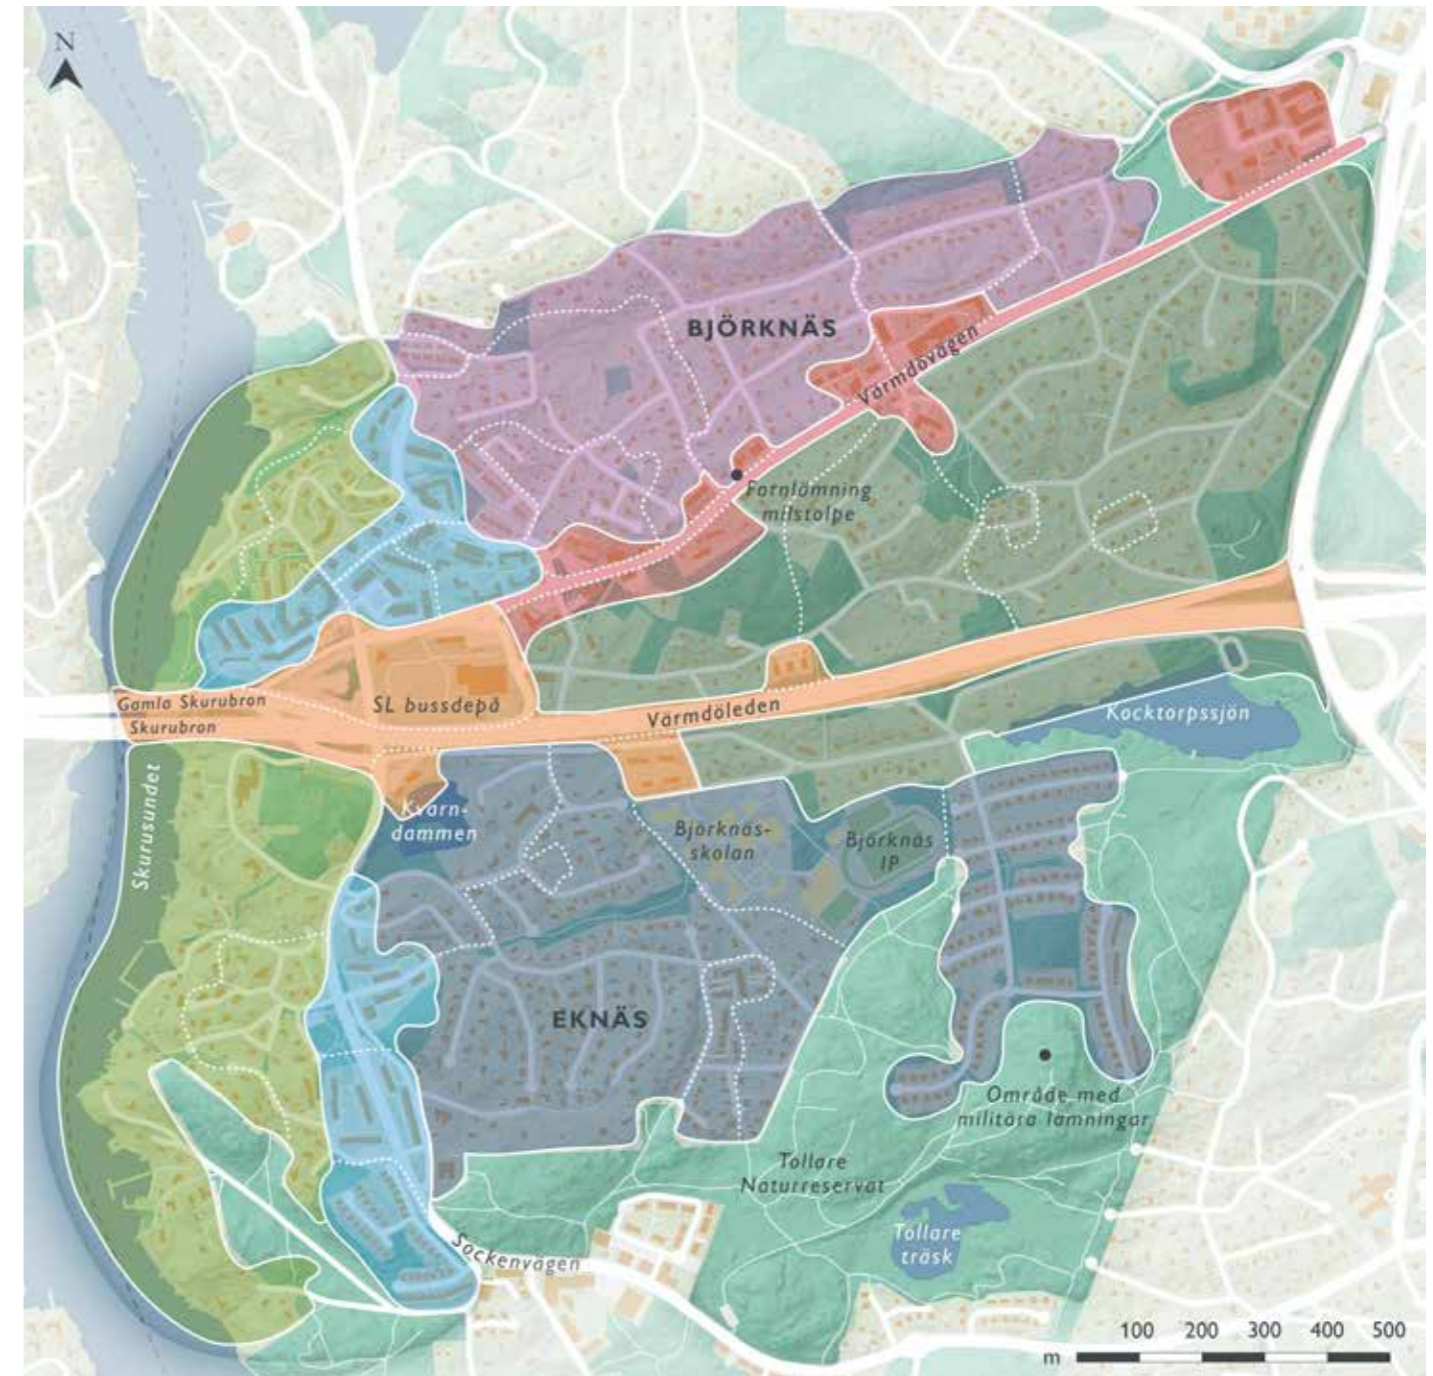 N
BJÖRKNÄS
Värmdövägen
Fornlämning
milstolpe
Gamla Skurubron
Skurubron
SL bussdepå
Värmdöleden
Kocktorpssjön
Skurusundet
Kvarn-
dammen
Björknäs-
skolan
Björknäs
IP
EKNÄS
Område med
militära lämningar
Tollare
Naturreservat
Tollare
träsk
Sockenvägen
100 200 300 400 500
m